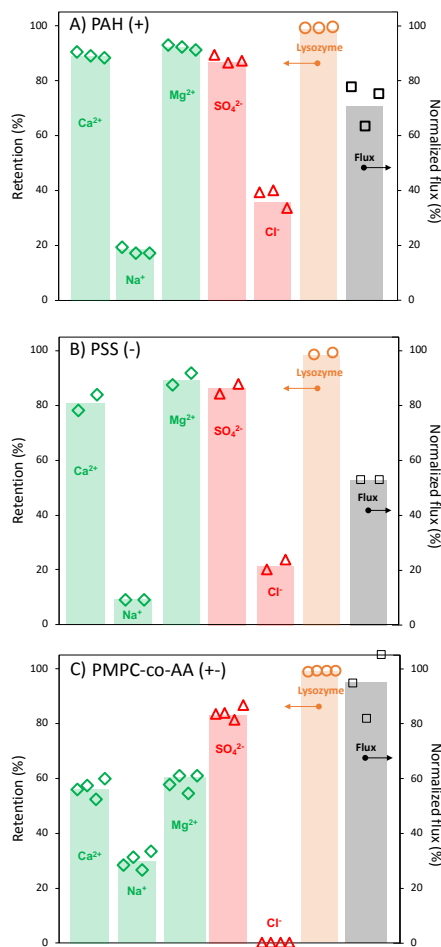 A) PAH (+)
100
80
60
40
20
0
Retention (%)
Ca²⁺
Na⁺
Mg²⁺
SO₄²⁻
Cl⁻
Lysozyme
Flux
100
80
60
40
20
0
Normalized flux (%)
B) PSS (-)
100
80
60
40
20
0
Retention (%)
Ca²⁺
Na⁺
Mg²⁺
SO₄²⁻
Cl⁻
Lysozyme
Flux
100
80
60
40
20
0
Normalized flux (%)
C) PMPC-co-AA (+-)
100
80
60
40
20
0
Retention (%)
Ca²⁺
Na⁺
Mg²⁺
SO₄²⁻
Cl⁻
Lysozyme
Flux
100
80
60
40
20
0
Normalized flux (%)